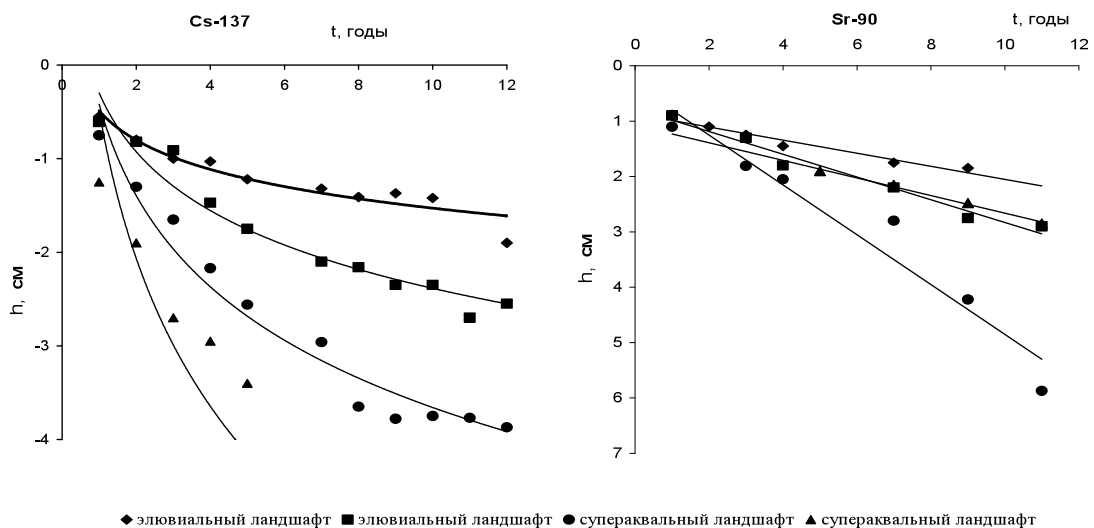 Cs-137
t, годы
0
0 2 4 6 8 10 12
-1
-2
-3
-4
h, см
Sr-90
t, годы
0 2 4 6 8 10 12
0
1
2
3
4
5
6
7
h, см
элювиальный ландшафт элювиальный ландшафт супераквальный ландшафт супераквальный ландшафт